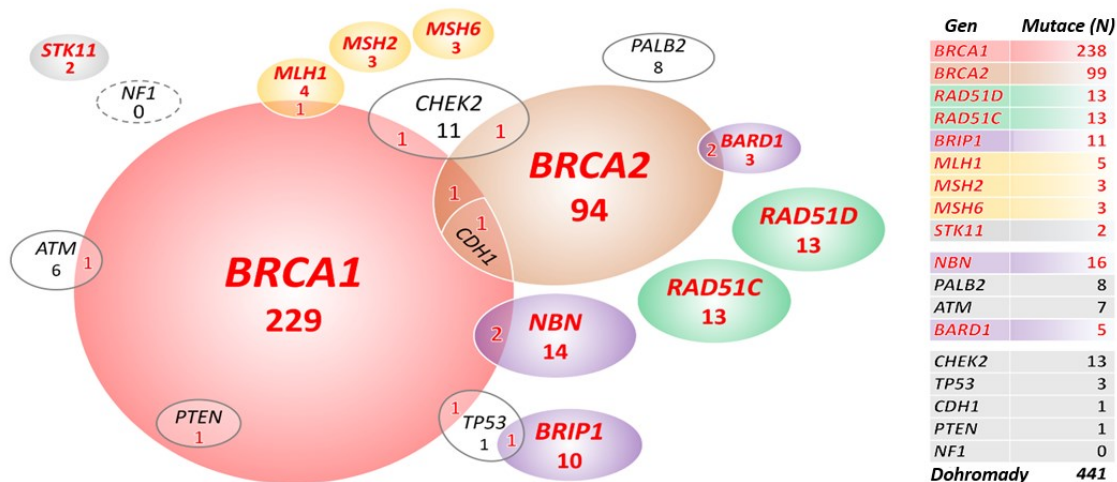 STK11
2
NF1
0
MLH1
4
1
MSH2
3
MSH6
3
CHEK2
11
1
1
PALB2
8
BRCA2
94
2
BARD1
3
1
1
CDH1
RAD51D
13
RAD51C
13
ATM
6
1
BRCA1
229
2
NBN
14
PTEN
1
1
TP53
1
1
BRIP1
10
Gen Mutace (N)
BRCA1 238
BRCA2 99
RAD51D 13
RAD51C 13
BRIP1 11
MLH1 5
MSH2 3
MSH6 3
STK11 2
NBN 16
PALB2 8
ATM 7
BARD1 5
CHEK2 13
TP53 3
CDH1 1
PTEN 1
NF1 0
Dohromady 441